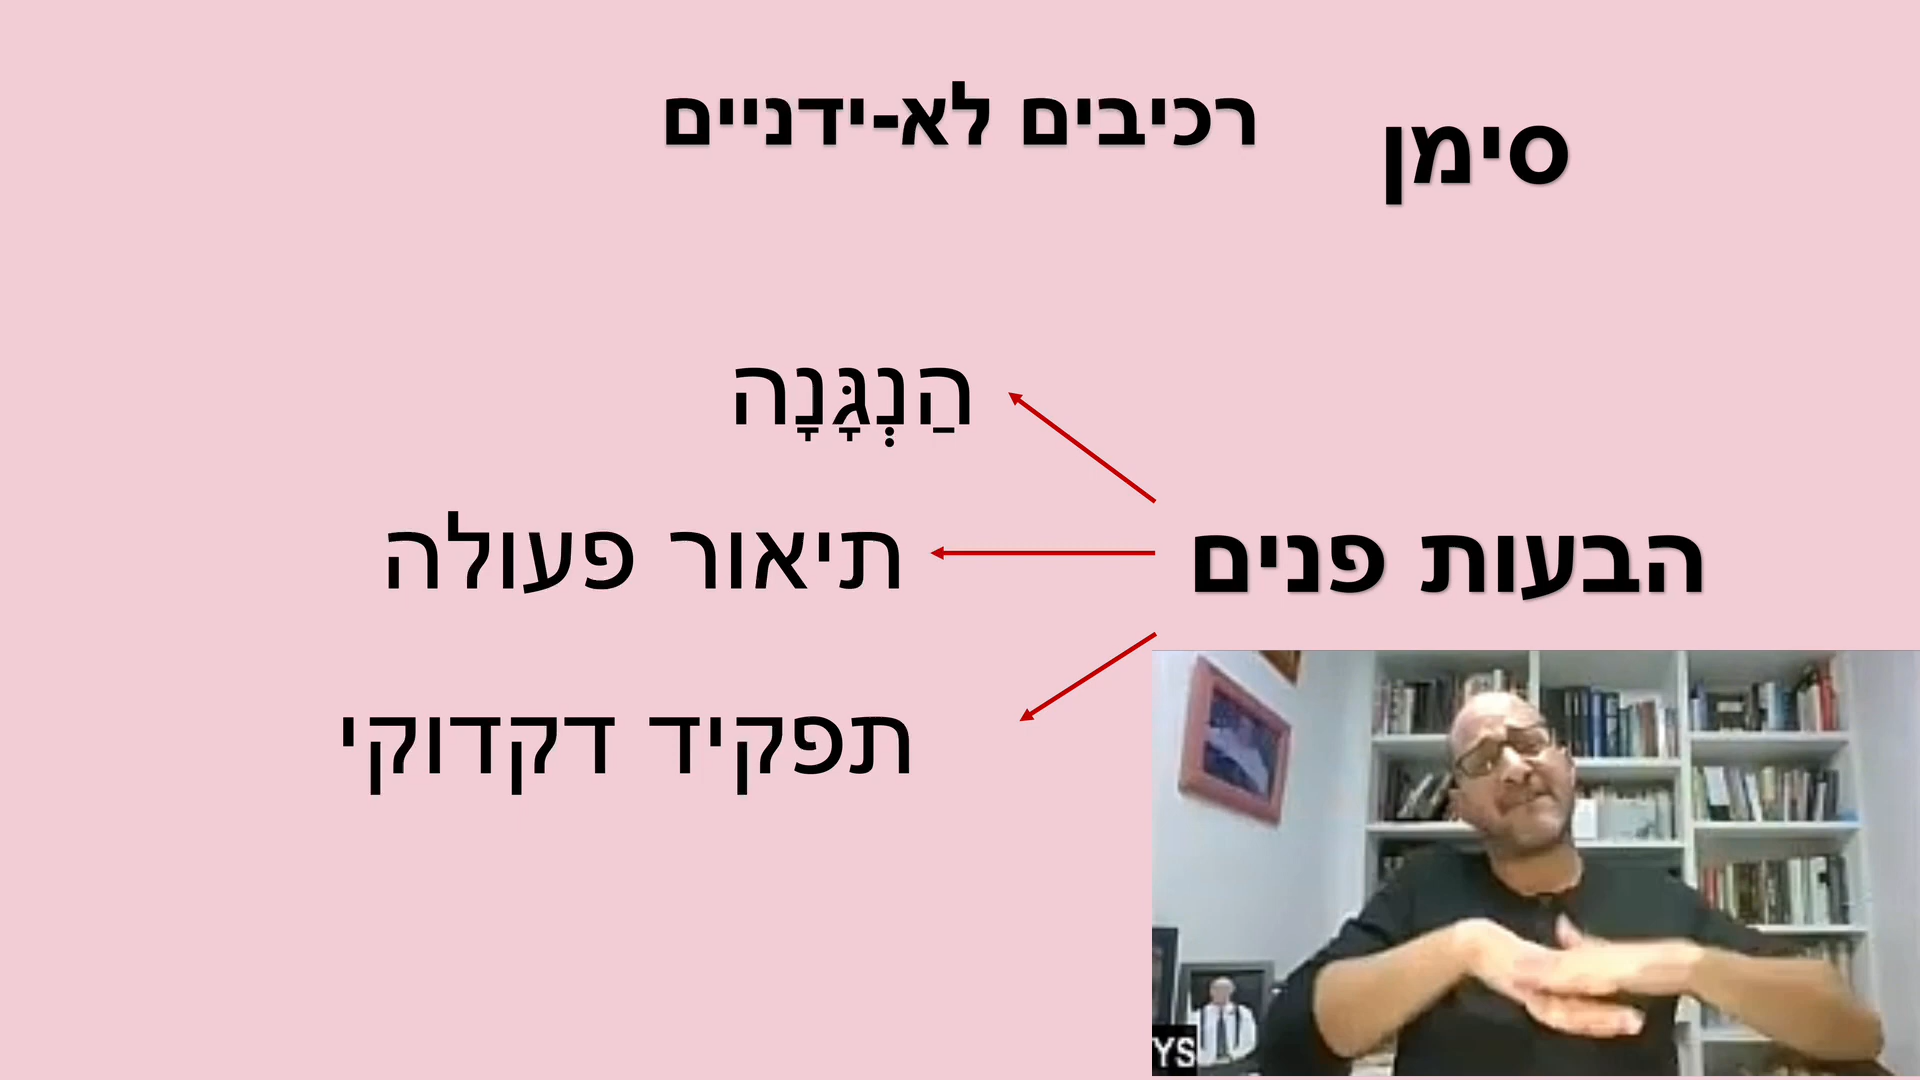 רכיבים לא-ידניים
סימן
הַנְגָּנָה
תיאור פעולה
הבעות פנים
תפקיד דקדוקי
YS